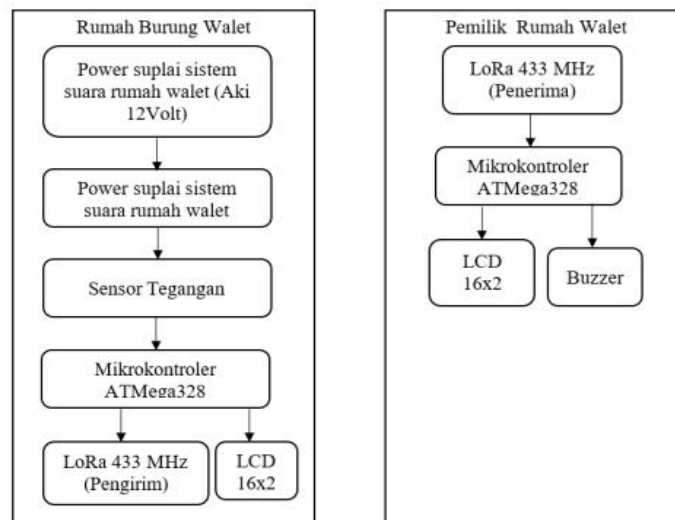 Rumah Burung Walet
Power suplai sistem
suara rumah walet (Aki
12Volt)
Power suplai sistem
suara rumah walet
Sensor Tegangan
Mikrokontroler
ATMega328
LoRa 433 MHz
(Pengirim)
LCD
16x2
Pemilik Rumah Walet
LoRa 433 MHz
(Penerima)
Mikrokontroler
ATMega328
LCD
16x2
Buzzer